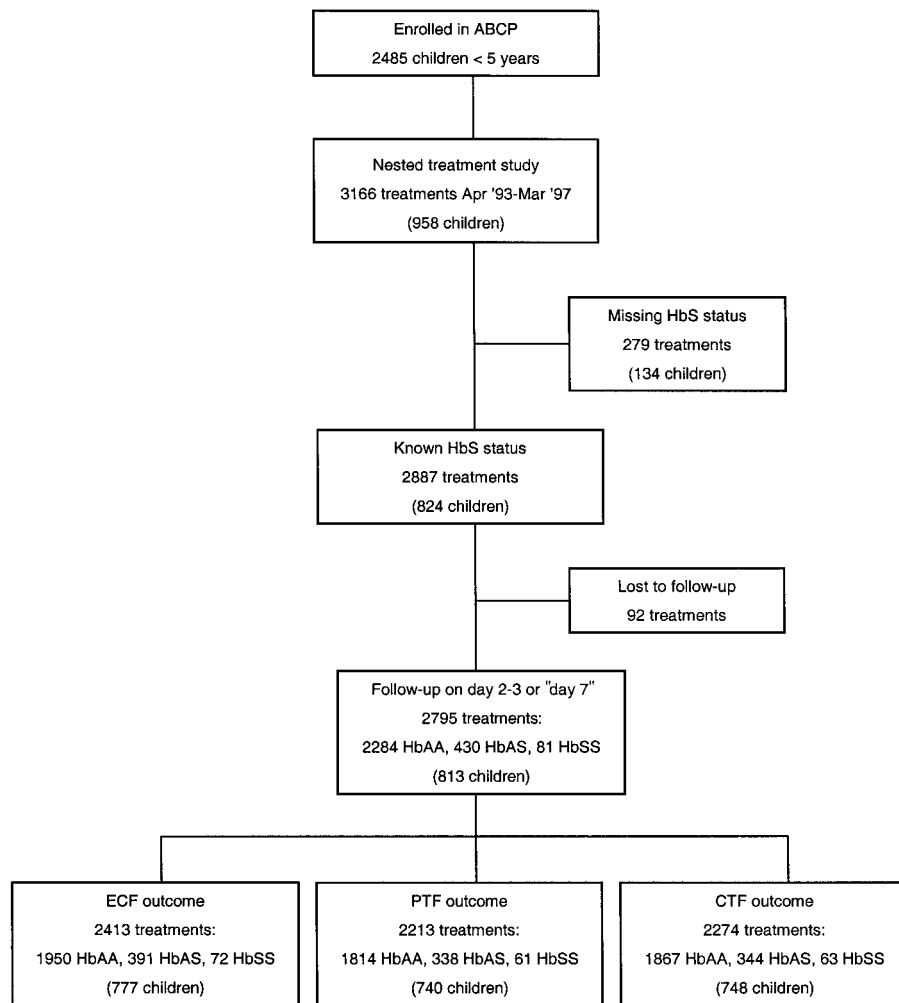 Enrolled in ABCP
2485 children < 5 years
Nested treatment study
3166 treatments Apr '93-Mar '97
(958 children)
Missing HbS status
279 treatments
(134 children)
Known HbS status
2887 treatments
(824 children)
Lost to follow-up
92 treatments
Follow-up on day 2-3 or "day 7"
2795 treatments:
2284 HbAA, 430 HbAS, 81 HbSS
(813 children)
ECF outcome
2413 treatments:
1950 HbAA, 391 HbAS, 72 HbSS
(777 children)
PTF outcome
2213 treatments:
1814 HbAA, 338 HbAS, 61 HbSS
(740 children)
CTF outcome
2274 treatments:
1867 HbAA, 344 HbAS, 63 HbSS
(748 children)